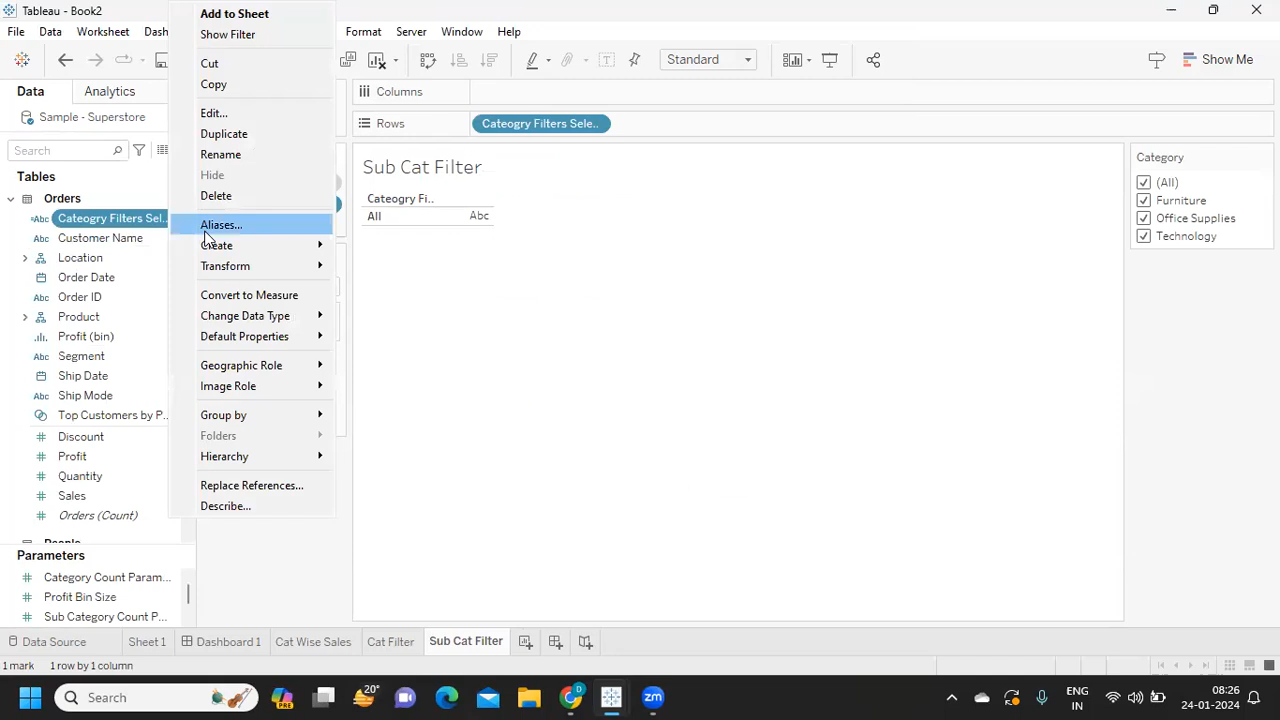 Tableau - Book2
File Data Worksheet Dash Format Server Window Help
Standard
Show Me
Data Analytics
Sample - Superstore
Search
Tables
Orders
Cateogry Filters Sel...
Customer Name
Location
Order Date
Order ID
Product
Profit (bin)
Segment
Ship Date
Ship Mode
Top Customers by P...
Discount
Profit
Quantity
Sales
Orders (Count)
People
Parameters
Category Count Param...
Profit Bin Size
Sub Category Count P...
Add to Sheet
Show Filter
Cut
Copy
Edit...
Duplicate
Rename
Hide
Delete
Aliases...
Create
Transform
Convert to Measure
Change Data Type
Default Properties
Geographic Role
Image Role
Group by
Folders
Hierarchy
Replace References...
Describe...
Columns
Rows
Cateogry Filters Sele..
Sub Cat Filter
Cateogry Fi..
All Abc
Category
(All)
Furniture
Office Supplies
Technology
Data Source Sheet 1 Dashboard 1 Cat Wise Sales Cat Filter Sub Cat Filter
1 mark 1 row by 1 column
Search
PRE
20°
D
zm
ENG
IN
08:26
24-01-2024